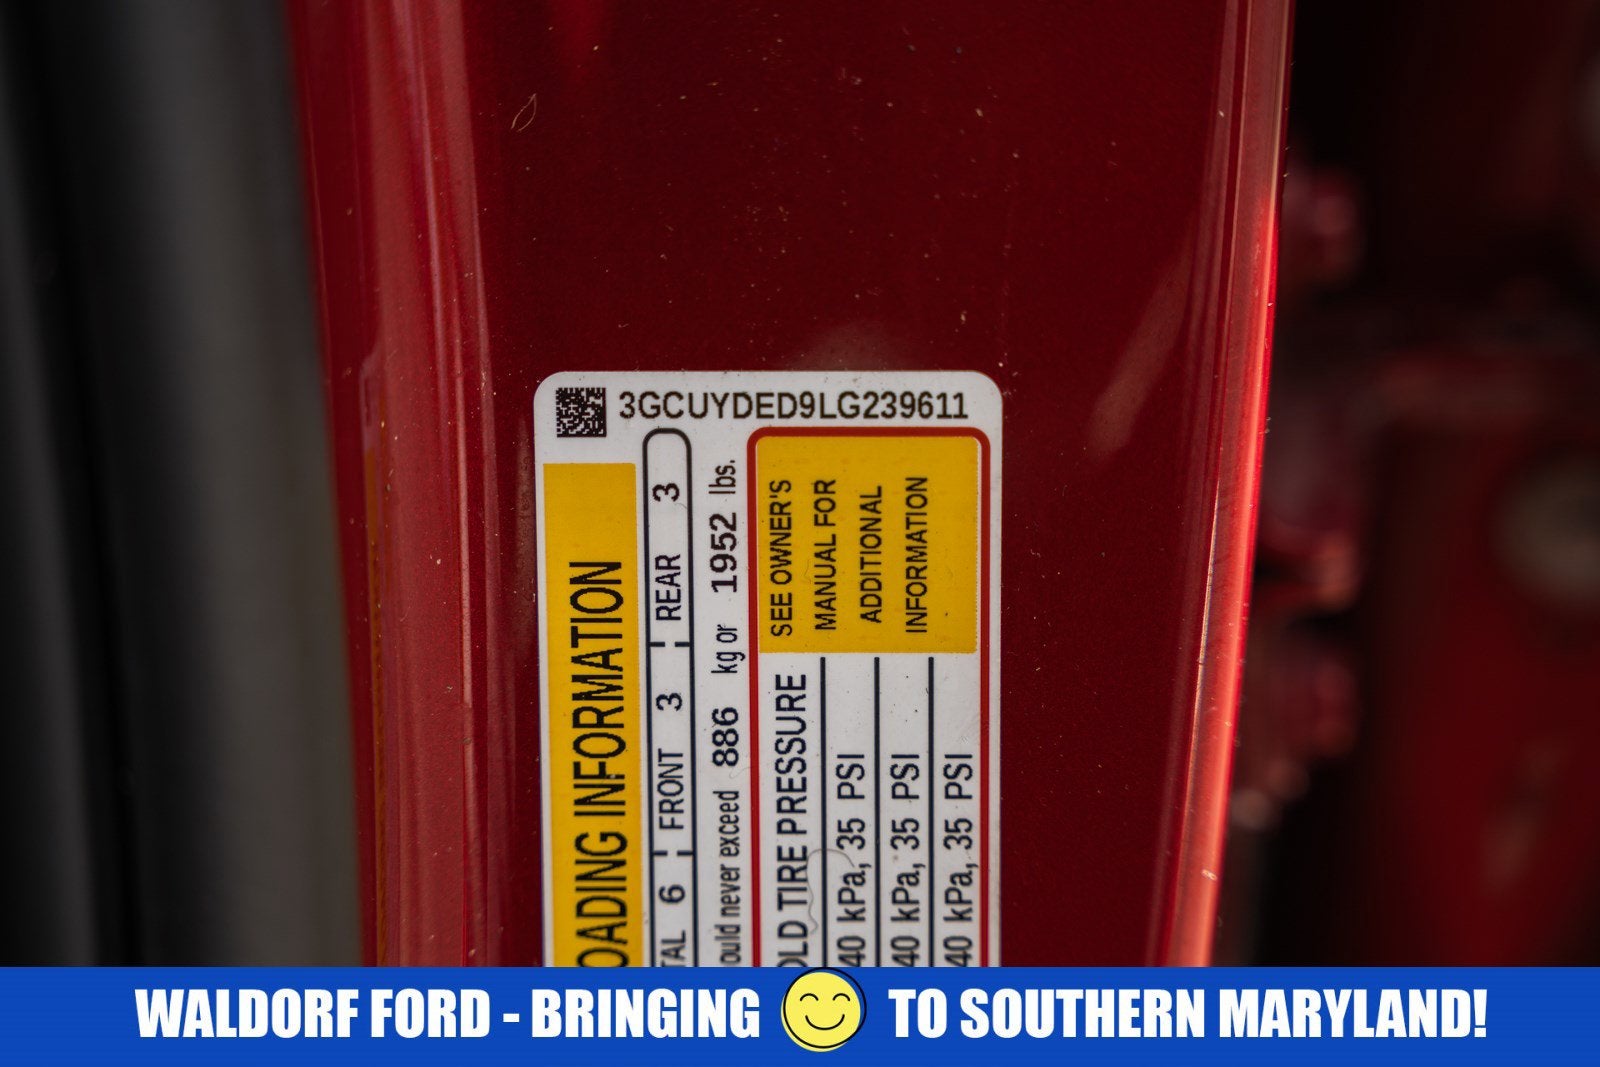 3GCUYDED9LG239611
OADING INFORMATION
TAL 6 FRONT 3 REAR 3
ould never exceed 886 kg or 1952 lbs.
OLD TIRE PRESSURE
SEE OWNER'S
MANUAL FOR
ADDITIONAL
INFORMATION
40 kPa, 35 PSI
40 kPa, 35 PSI
40 kPa, 35 PSI
WALDORF FORD - BRINGING TO SOUTHERN MARYLAND!